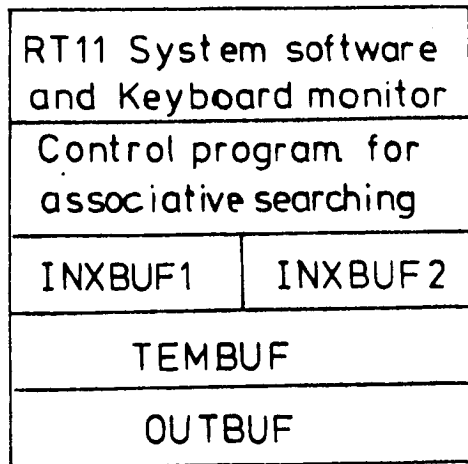 RT11 System software
and Keyboard monitor
Control program for
associative searching
INXBUF1 INXBUF2
TEMBUF
OUTBUF